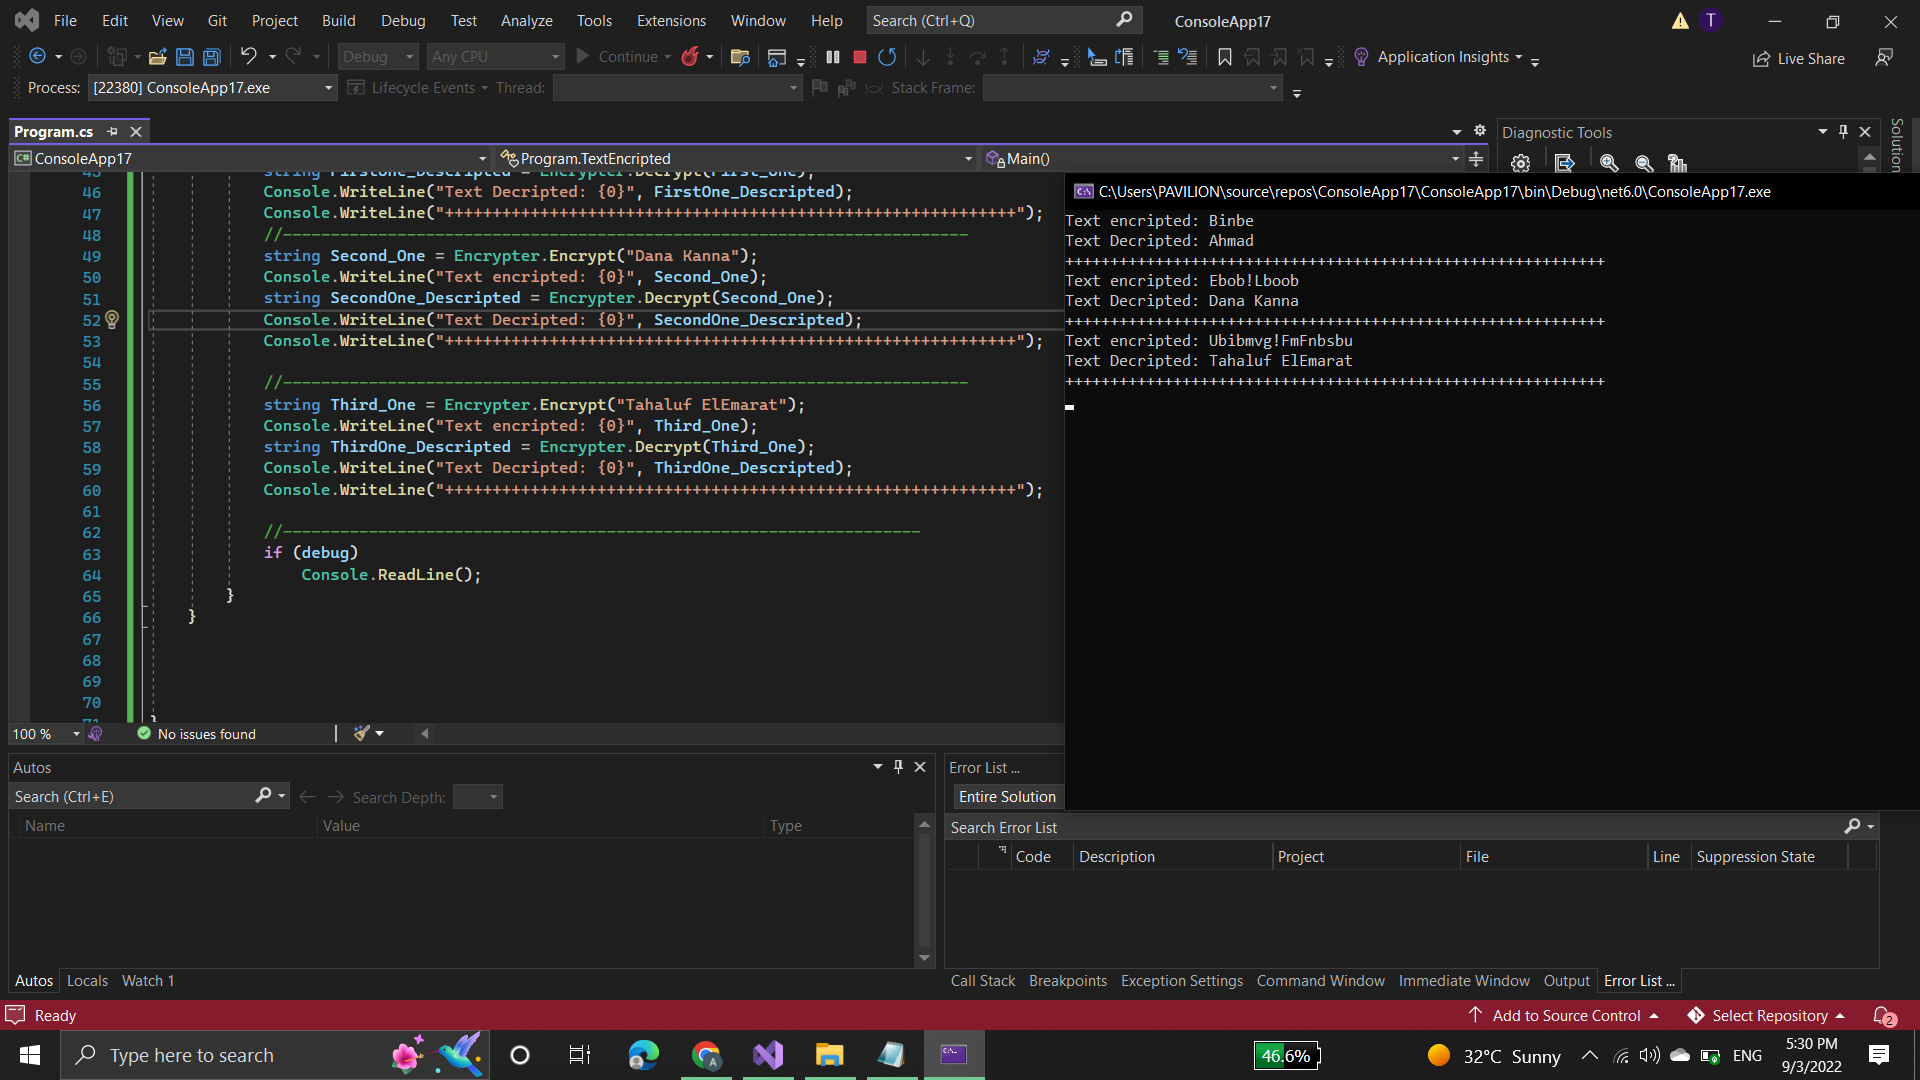 File Edit View Git Project Build Debug Test Analyze Tools Extensions Window Help Search (Ctrl+Q) ConsoleApp17 T
Debug Any CPU Continue Application Insights Live Share
Process: [22380] ConsoleApp17.exe Lifecycle Events Thread: Stack Frame:
Program.cs Diagnostic Tools Solution
C# ConsoleApp17 Program.TextEncripted Main()
45 string FirstOne_Descripted = Encrypter.Decrypt(First_One);
46 Console.WriteLine("Text Decripted: {0}", FirstOne_Descripted);
47 Console.WriteLine("++++++++++++++++++++++++++++++++++++++++++++++++++++++++++++");
48 //------------------------------------------------------------------------
49 string Second_One = Encrypter.Encrypt("Dana Kanna");
50 Console.WriteLine("Text encripted: {0}", Second_One);
51 string SecondOne_Descripted = Encrypter.Decrypt(Second_One);
52 Console.WriteLine("Text Decripted: {0}", SecondOne_Descripted);
53 Console.WriteLine("++++++++++++++++++++++++++++++++++++++++++++++++++++++++++++");
54
55 //------------------------------------------------------------------------
56 string Third_One = Encrypter.Encrypt("Tahaluf ElEmarat");
57 Console.WriteLine("Text encripted: {0}", Third_One);
58 string ThirdOne_Descripted = Encrypter.Decrypt(Third_One);
59 Console.WriteLine("Text Decripted: {0}", ThirdOne_Descripted);
60 Console.WriteLine("++++++++++++++++++++++++++++++++++++++++++++++++++++++++++++");
61
62 //-------------------------------------------------------------------
63 if (debug)
64 Console.ReadLine();
65 }
66 }
67
68
69
70
71 }
C:\Users\PAVILION\source\repos\ConsoleApp17\ConsoleApp17\bin\Debug\net6.0\ConsoleApp17.exe
Text encripted: Binbe
Text Decripted: Ahmad
++++++++++++++++++++++++++++++++++++++++++++++++++++++++++++
Text encripted: Ebob!Lboob
Text Decripted: Dana Kanna
++++++++++++++++++++++++++++++++++++++++++++++++++++++++++++
Text encripted: Ubibmvg!FmFnbsbu
Text Decripted: Tahaluf ElEmarat
++++++++++++++++++++++++++++++++++++++++++++++++++++++++++++
100 % No issues found
Autos
Search (Ctrl+E) Search Depth:
Name Value Type
Autos Locals Watch 1
Error List ...
Entire Solution
Search Error List
Code Description Project File Line Suppression State
Call Stack Breakpoints Exception Settings Command Window Immediate Window Output Error List ...
Ready Add to Source Control Select Repository 2
Type here to search A 46.6% 32°C Sunny ENG 5:30 PM
9/3/2022